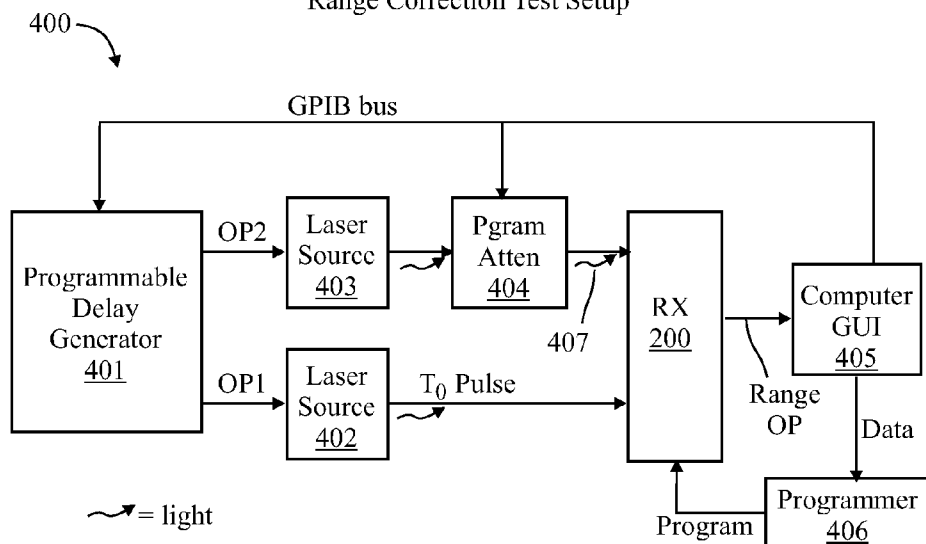 Range Correction Test Setup
400
GPIB bus
Programmable
Delay
Generator
401
OP2
Laser
Source
403
Pgram
Atten
404
407
RX
200
Computer
GUI
405
OP1
Laser
Source
402
T0 Pulse
Range
OP
Data
Programmer
406
Program
= light